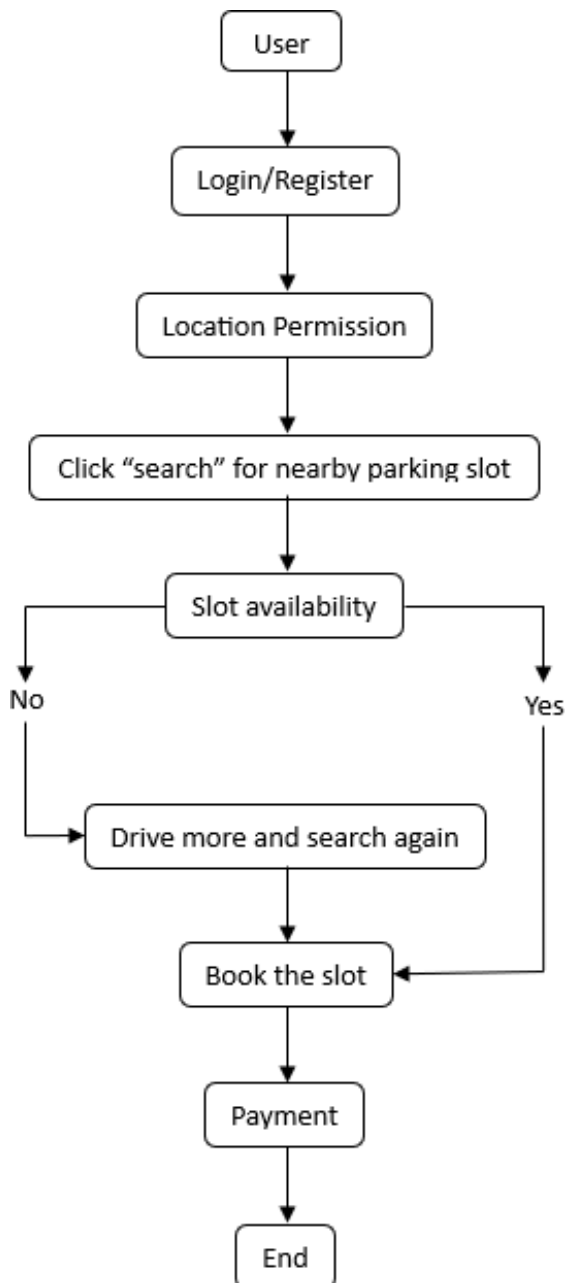 User
Login/Register
Location Permission
Click “search” for nearby parking slot
Slot availability
No
Yes
Drive more and search again
Book the slot
Payment
End